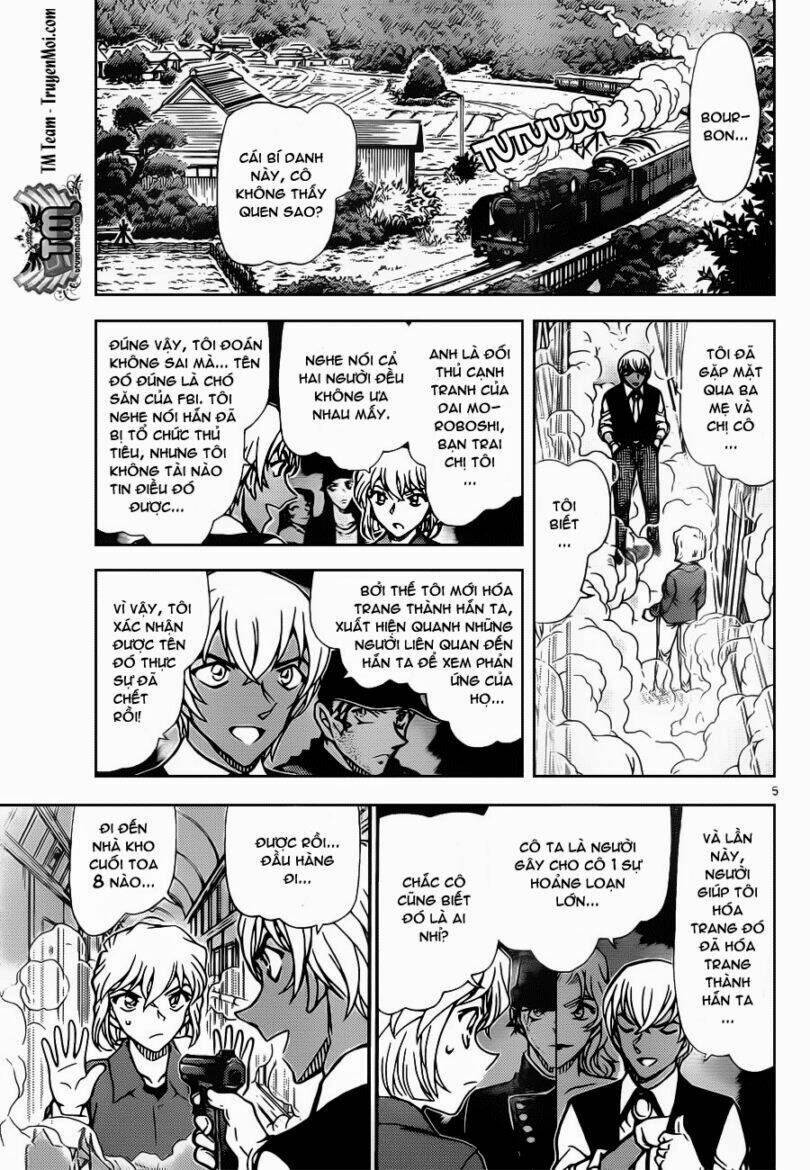 TM Team - TruyenMoi.com
TM
truyenmoi.com
BOUR-
BON...
TUTUUUU
CÁI BÍ DANH
NÀY, CÔ
KHÔNG THẤY
QUEN SAO?
TÔI ĐÃ
GẶP MẶT
QUA BA
MẸ VÀ
CHỊ CÔ
...
TÔI
BIẾT
...
ANH LÀ ĐỐI
THỦ CẠNH
TRANH CỦA
DAI MO-
ROBOSHI,
BẠN TRAI
CHỊ TÔI
...
NGHE NÓI CẢ
HAI NGƯỜI ĐỀU
KHÔNG ƯA
NHAU MẤY.
ĐÚNG VẬY, TÔI ĐOÁN
KHÔNG SAI MÀ... TÊN
ĐÓ ĐÚNG LÀ CHÓ
SĂN CỦA FBI. TÔI
NGHE NÓI HẮN ĐÃ
BỊ TỔ CHỨC THỦ
TIÊU, NHƯNG TÔI
KHÔNG TÀI NÀO
TIN ĐIỀU ĐÓ
ĐƯỢC...
BỞI THẾ TÔI MỚI HÓA
TRANG THÀNH HẮN TA,
XUẤT HIỆN QUANH NHỮNG
NGƯỜI LIÊN QUAN ĐẾN
HẮN TA ĐỂ XEM PHẢN
ỨNG CỦA
HỌ...
VÌ VẬY, TÔI
XÁC NHẬN
ĐƯỢC TÊN
ĐÓ THỰC
SỰ ĐÃ
CHẾT
RỒI!
5
VÀ LẦN
NÀY,
NGƯỜI
GIÚP TÔI
HÓA
TRANG ĐÓ
ĐÃ HÓA
TRANG
THÀNH
HẮN TA
...
CÔ TA LÀ NGƯỜI
GÂY CHO CÔ 1 SỰ
HOẢNG LOẠN
LỚN...
CHẮC CÔ
CŨNG BIẾT
ĐÓ LÀ AI
NHỈ?
ĐƯỢC RỒI...
ĐẦU HÀNG
ĐI...
ĐI ĐẾN
NHÀ KHO
CUỐI TOA
8 NÀO...